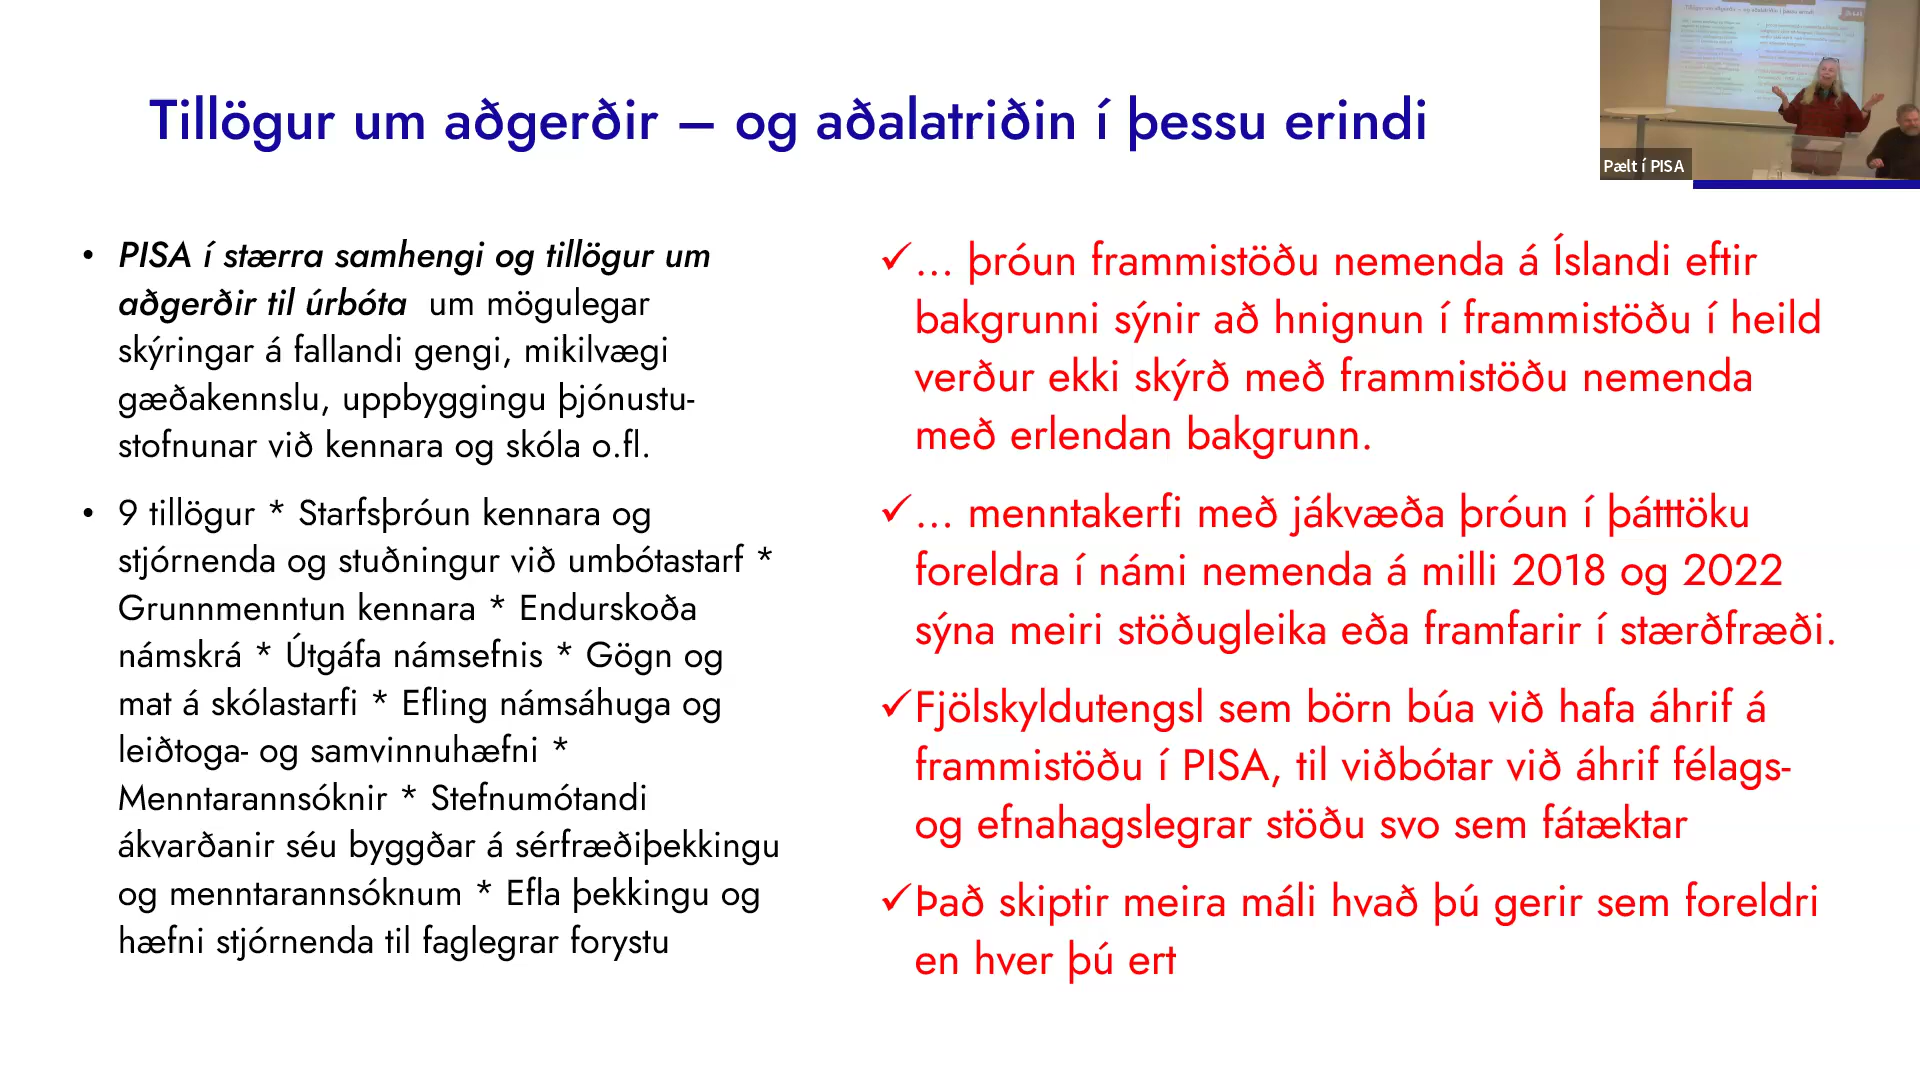 Tillögur um aðgerðir – og aðalatriðin í þessu erindi
Pælt í PISA
• PISA í stærra samhengi og tillögur um
aðgerðir til úrbóta um mögulegar
skýringar á fallandi gengi, mikilvægi
gæðakennslu, uppbyggingu þjónustu-
stofnunar við kennara og skóla o.fl.
• 9 tillögur * Starfsþróun kennara og
stjórnenda og stuðningur við umbótastarf *
Grunnmenntun kennara * Endurskoða
námskrá * Útgáfa námsefnis * Gögn og
mat á skólastarfi * Efling námsáhuga og
leiðtoga- og samvinnuhæfni *
Menntarannsóknir * Stefnumótandi
ákvarðanir séu byggðar á sérfræðiþekkingu
og menntarannsóknum * Efla þekkingu og
hæfni stjórnenda til faglegrar forystu
✓… þróun frammistöðu nemenda á Íslandi eftir
bakgrunni sýnir að hnignun í frammistöðu í heild
verður ekki skýrð með frammistöðu nemenda
með erlendan bakgrunn.
✓… menntakerfi með jákvæða þróun í þátttöku
foreldra í námi nemenda á milli 2018 og 2022
sýna meiri stöðugleika eða framfarir í stærðfræði.
✓Fjölskyldutengsl sem börn búa við hafa áhrif á
frammistöðu í PISA, til viðbótar við áhrif félags-
og efnahagslegrar stöðu svo sem fátæktar
✓Það skiptir meira máli hvað þú gerir sem foreldri
en hver þú ert